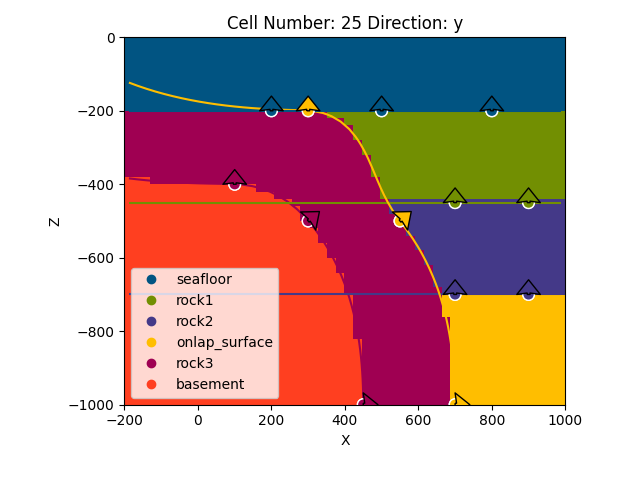 Cell Number: 25 Direction: y
0
−200
−400
−600
−800
−1000
Z
seafloor
rock1
rock2
onlap_surface
rock3
basement
−200 0 200 400 600 800 1000
X